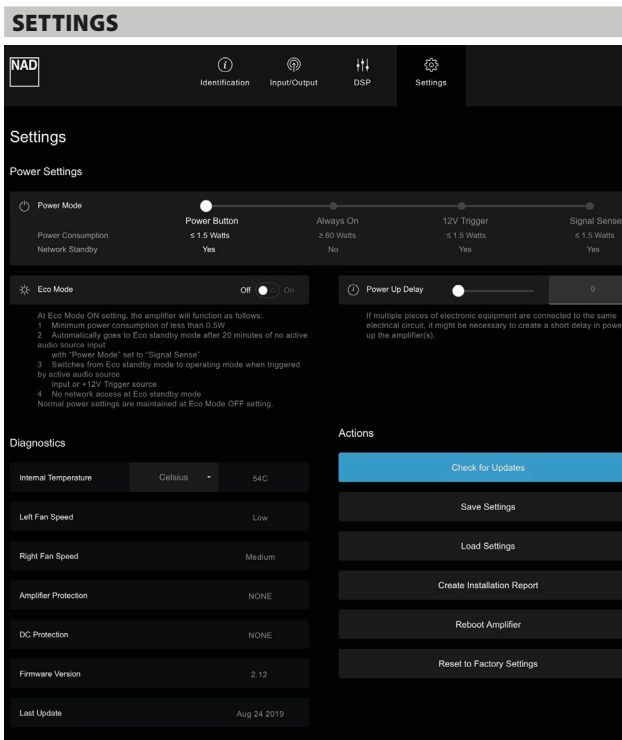 SETTINGS
NAD
Identification
Input/Output
DSP
Settings
Settings
Power Settings
Power Mode
Power Button
Always On
12V Trigger
Signal Sense
Power Consumption
≤ 1.5 Watts
≥ 60 Watts
≤ 1.5 Watts
≤ 1.5 Watts
Network Standby
Yes
No
Yes
Yes
Eco Mode
Off
On
At Eco Mode ON setting, the amplifier will function as follows:
1 Minimum power consumption of less than 0.5W
2 Automatically goes to Eco standby mode after 20 minutes of no active
audio source input
with "Power Mode" set to "Signal Sense"
3 Switches from Eco standby mode to operating mode when triggered
by active audio source
input or +12V Trigger source
4 No network access at Eco standby mode
Normal power settings are maintained at Eco Mode OFF setting.
Power Up Delay
0
If multiple pieces of electronic equipment are connected to the same
electrical circuit, it might be necessary to create a short delay in powe
up the amplifier(s).
Diagnostics
Internal Temperature
Celsius
54C
Left Fan Speed
Low
Right Fan Speed
Medium
Amplifier Protection
NONE
DC Protection
NONE
Firmware Version
2.12
Last Update
Aug 24 2019
Actions
Check for Updates
Save Settings
Load Settings
Create Installation Report
Reboot Amplifier
Reset to Factory Settings